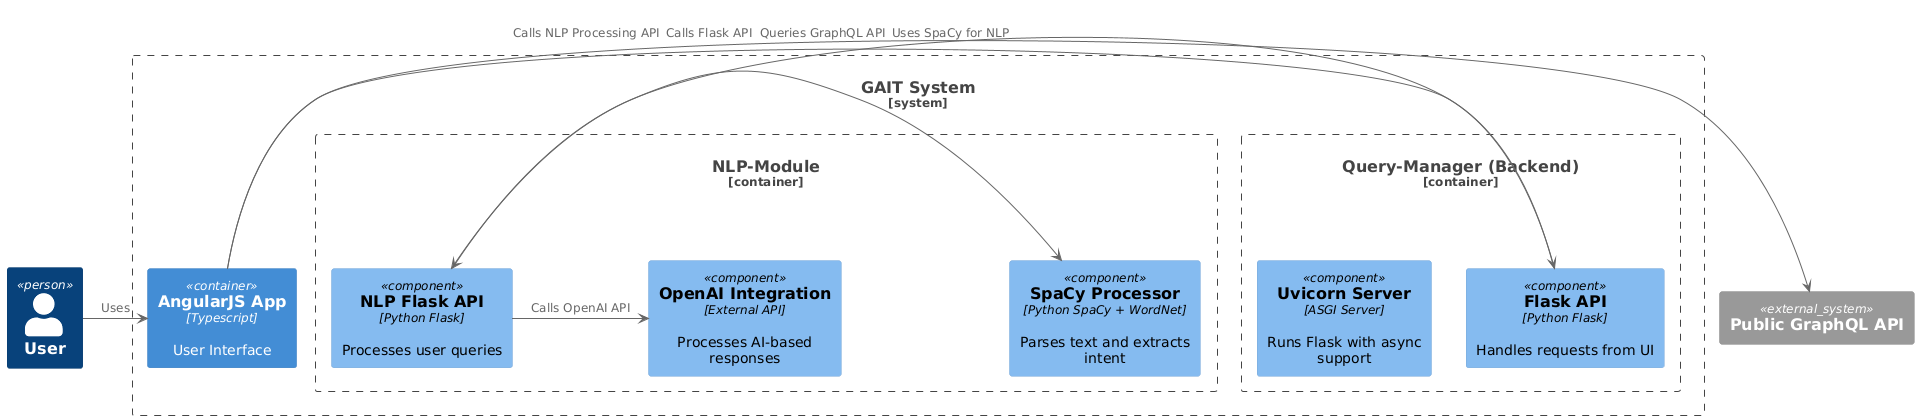 Calls NLP Processing API Calls Flask API Queries GraphQL API Uses SpaCy for NLP
GAIT System
[system]
NLP-Module
[container]
Query-Manager (Backend)
[container]
«person»
User
Uses
«container»
AngularJS App
[Typescript]
User Interface
«component»
NLP Flask API
[Python Flask]
Processes user queries
Calls OpenAI API
«component»
OpenAI Integration
[External API]
Processes AI-based
responses
«component»
SpaCy Processor
[Python SpaCy + WordNet]
Parses text and extracts
intent
«component»
Uvicorn Server
[ASGI Server]
Runs Flask with async
support
«component»
Flask API
[Python Flask]
Handles requests from UI
«external_system»
Public GraphQL API